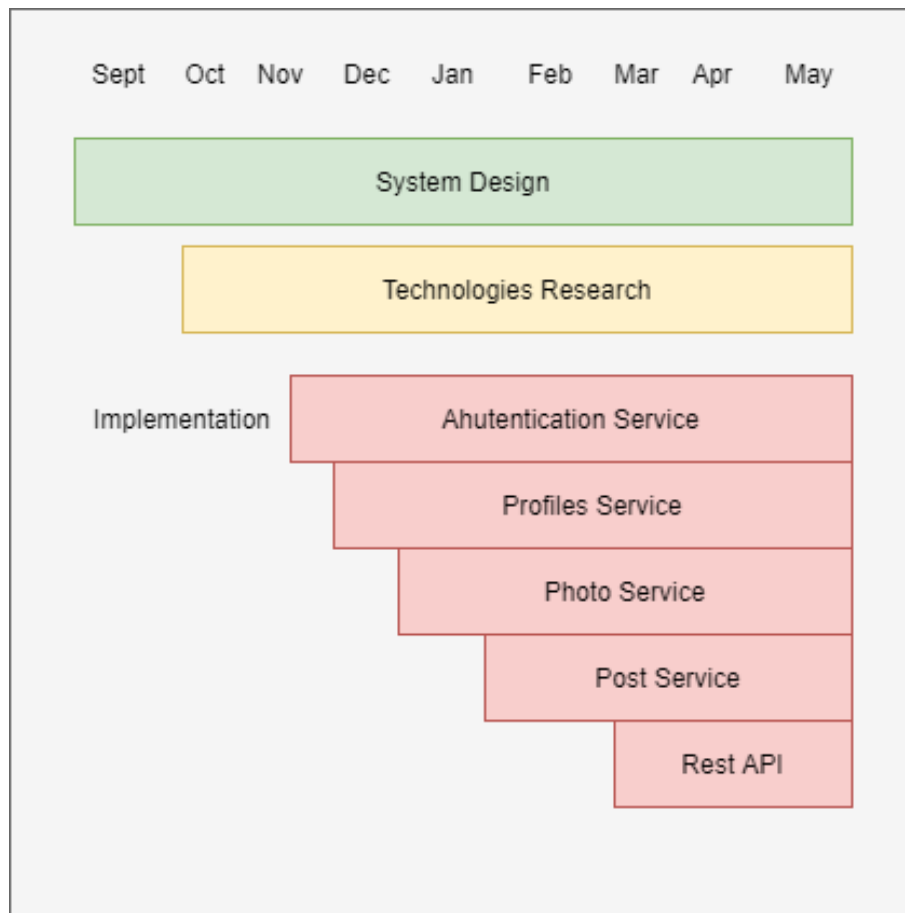 Sept Oct Nov Dec Jan Feb Mar Apr May
System Design
Technologies Research
Implementation Ahutentication Service
Profiles Service
Photo Service
Post Service
Rest API